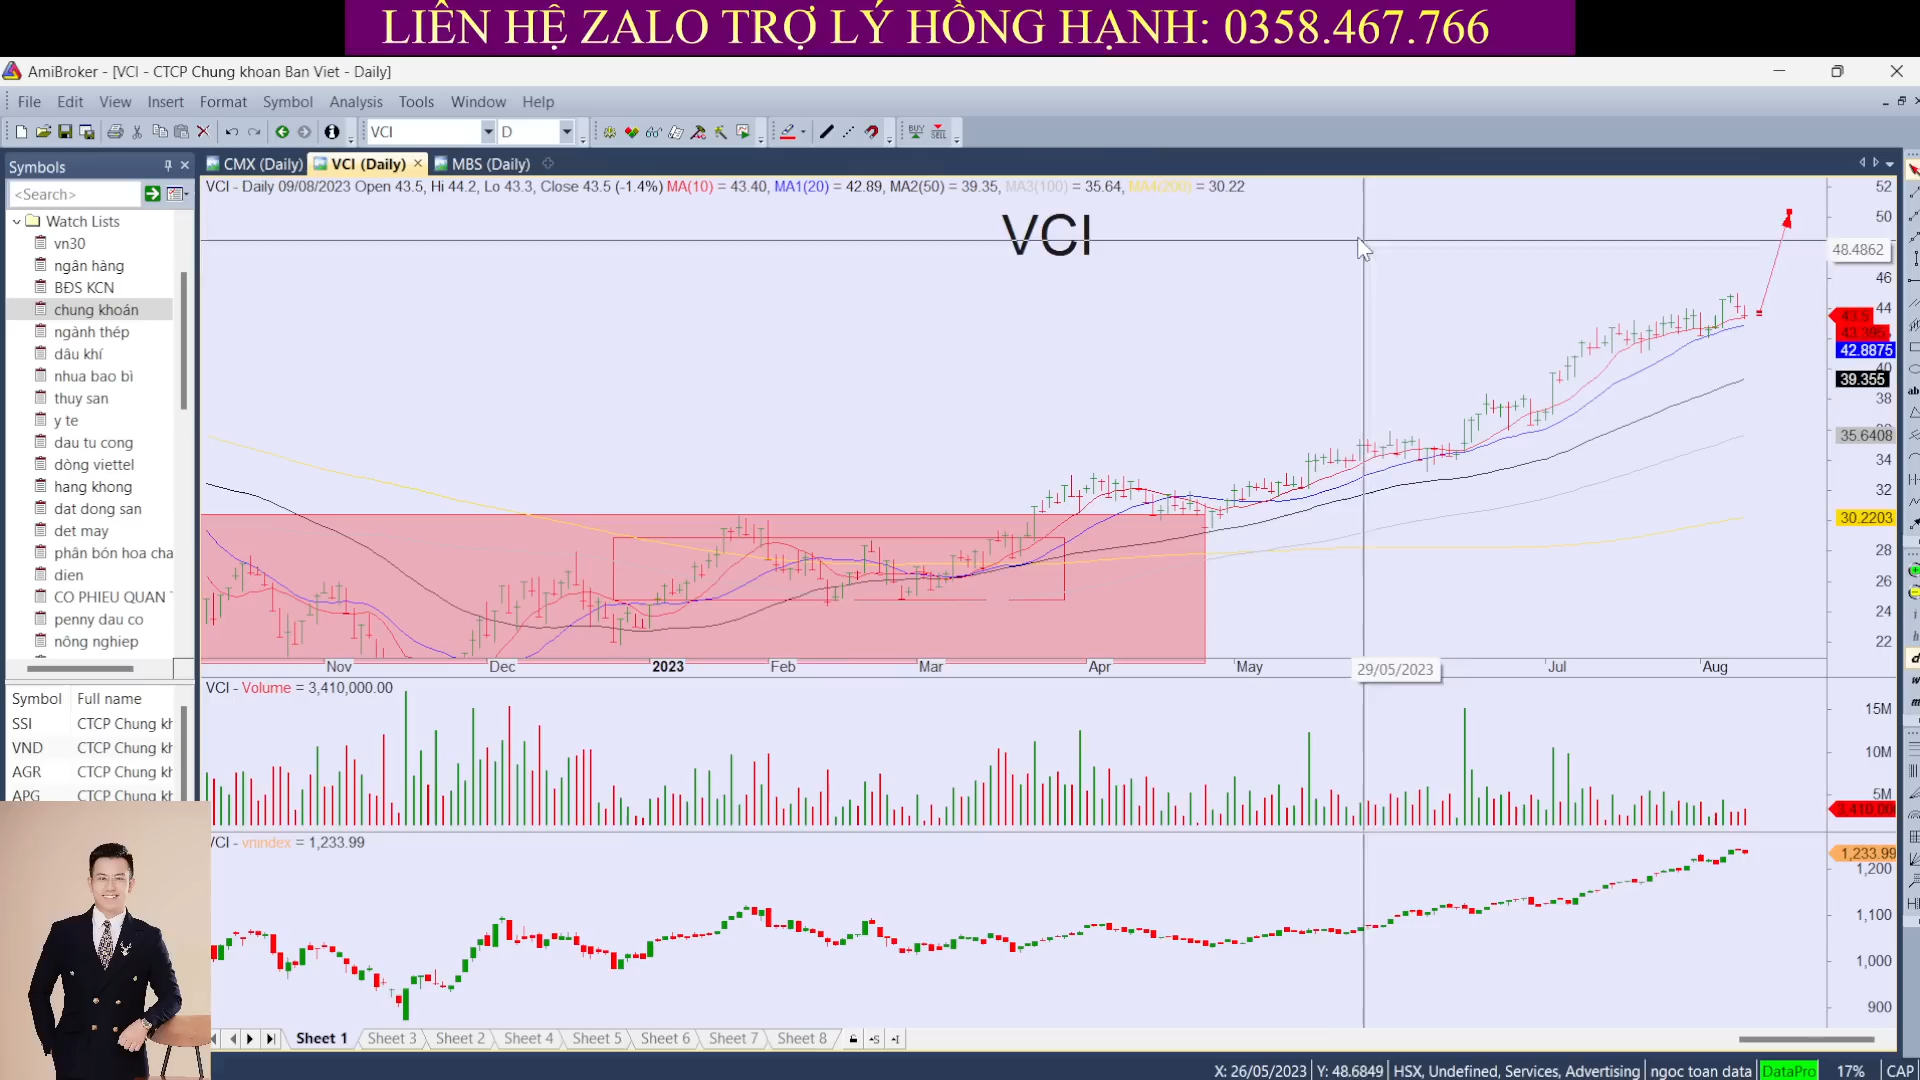 LIÊN HỆ ZALO TRỢ LÝ HỒNG HẠNH: 0358.467.766
AmiBroker - [VCI - CTCP Chung khoan Ban Viet - Daily]
File Edit View Insert Format Symbol Analysis Tools Window Help
VCI D BUY SELL
Symbols
CMX (Daily) VCI (Daily) MBS (Daily)
<Search>
VCI - Daily 09/08/2023 Open 43.5, Hi 44.2, Lo 43.3, Close 43.5 (-1.4%) MA(10) = 43.40, MA1(20) = 42.89, MA2(50) = 39.35, MA3(100) = 35.64, MA4(200) = 30.22
VCI
Watch Lists
vn30
ngân hàng
BĐS KCN
chung khoán
ngành thép
dâu khí
nhua bao bì
thuy san
y te
dau tu cong
dòng viettel
hang khong
dat dong san
det may
phân bón hoa cha
dien
CO PHIEU QUAN
penny dau co
nông nghiep
52
50
48.4862
46
44
43.5
43.395
42.8875
40
39.355
38
35.6408
34
32
30.2203
28
26
24
22
Nov Dec 2023 Feb Mar Apr May 29/05/2023 Jul Aug
VCI - Volume = 3,410,000.00
15M
10M
5M
3,410,00
Symbol Full name
SSI CTCP Chung kh
VND CTCP Chung kh
AGR CTCP Chung kh
APG CTCP Chung kh
VCI - vnindex = 1,233.99
1,233.99
1,200
1,100
1,000
900
Sheet 1 Sheet 3 Sheet 2 Sheet 4 Sheet 5 Sheet 6 Sheet 7 Sheet 8
X: 26/05/2023 Y: 48.6849 HSX, Undefined, Services, Advertising ngoc toan data DataPro 17% CAP